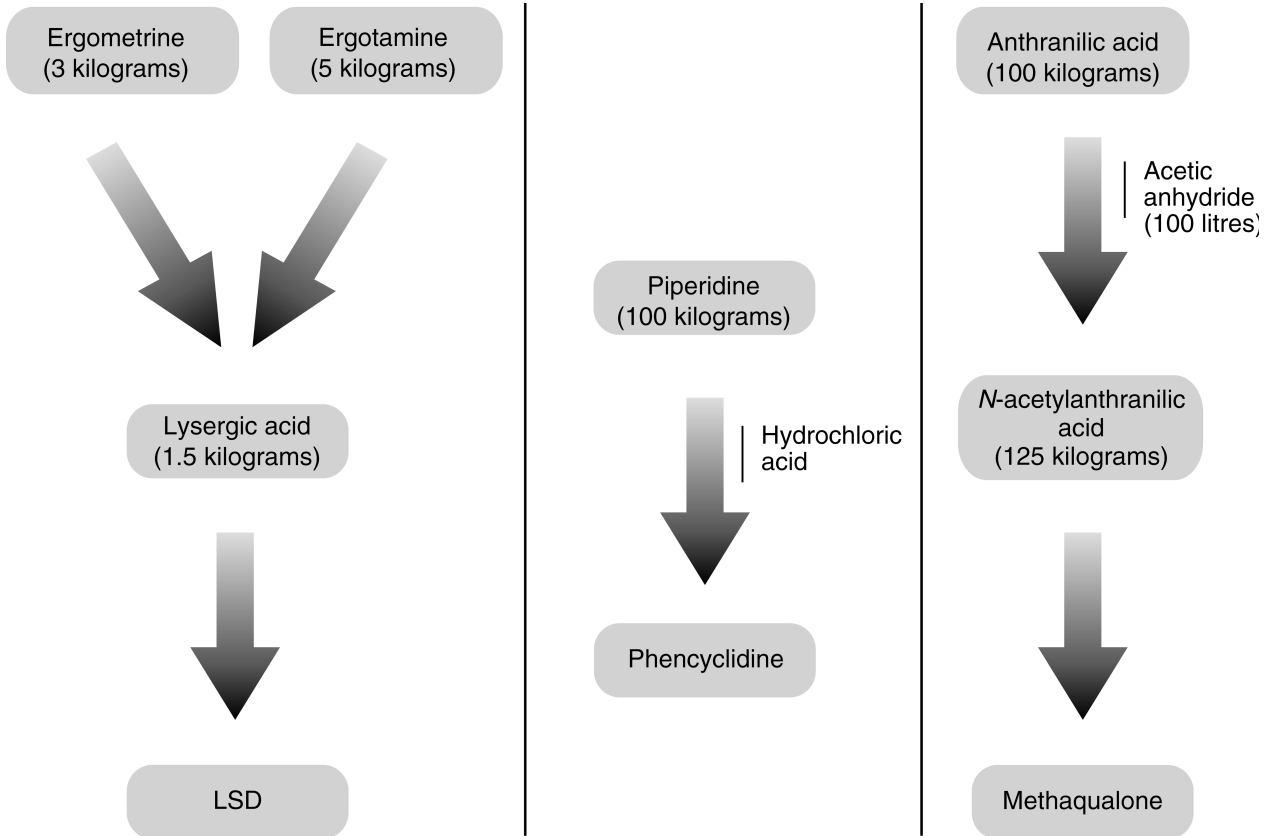 Ergometrine
(3 kilograms)
Ergotamine
(5 kilograms)
Lysergic acid
(1.5 kilograms)
LSD
Piperidine
(100 kilograms)
Hydrochloric
acid
Phencyclidine
Anthranilic acid
(100 kilograms)
Acetic
anhydride
(100 litres)
N-acetylanthranilic
acid
(125 kilograms)
Methaqualone